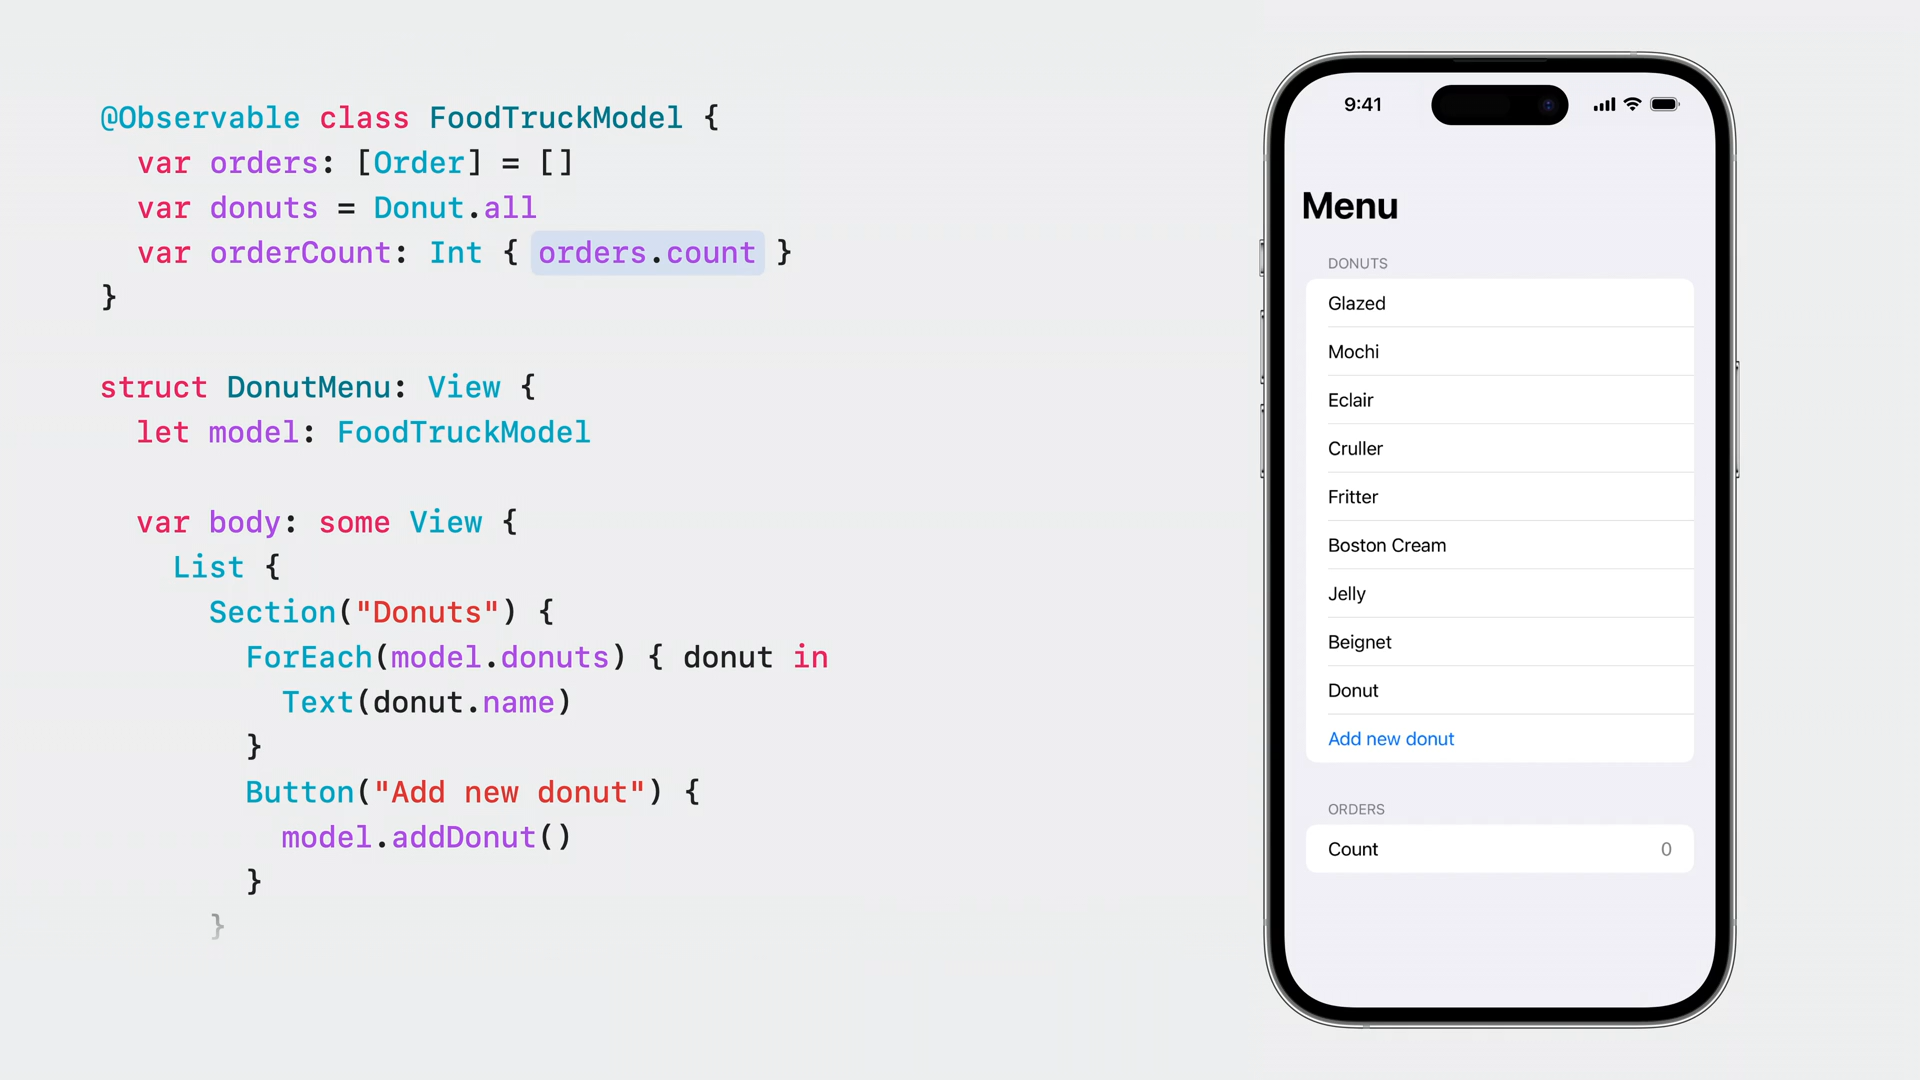 @Observable class FoodTruckModel {
  var orders: [Order] = []
  var donuts = Donut.all
  var orderCount: Int { orders.count }
}

struct DonutMenu: View {
  let model: FoodTruckModel

  var body: some View {
    List {
      Section("Donuts") {
        ForEach(model.donuts) { donut in
          Text(donut.name)
        }
        Button("Add new donut") {
          model.addDonut()
        }
      }
9:41
Menu
DONUTS
Glazed
Mochi
Eclair
Cruller
Fritter
Boston Cream
Jelly
Beignet
Donut
Add new donut
ORDERS
Count 0